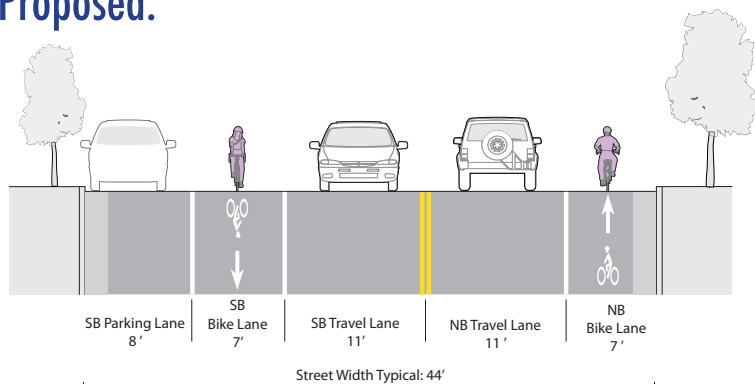 Proposed:
SB Parking Lane
8 ′
SB
Bike Lane
7′
SB Travel Lane
11′
NB Travel Lane
11 ′
NB
Bike Lane
7 ′
Street Width Typical: 44′